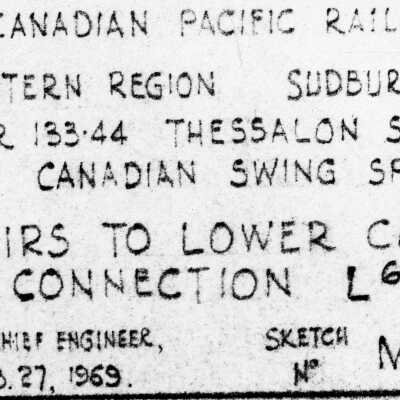 CANADIAN PACIFIC RAIL
TERN REGION SUDBUR
R 133.44 THESSALON S
CANADIAN SWING SP
IRS TO LOWER C
CONNECTION L6
HIEF ENGINEER,
B. 27, 1969.
SKETCH
Nº M